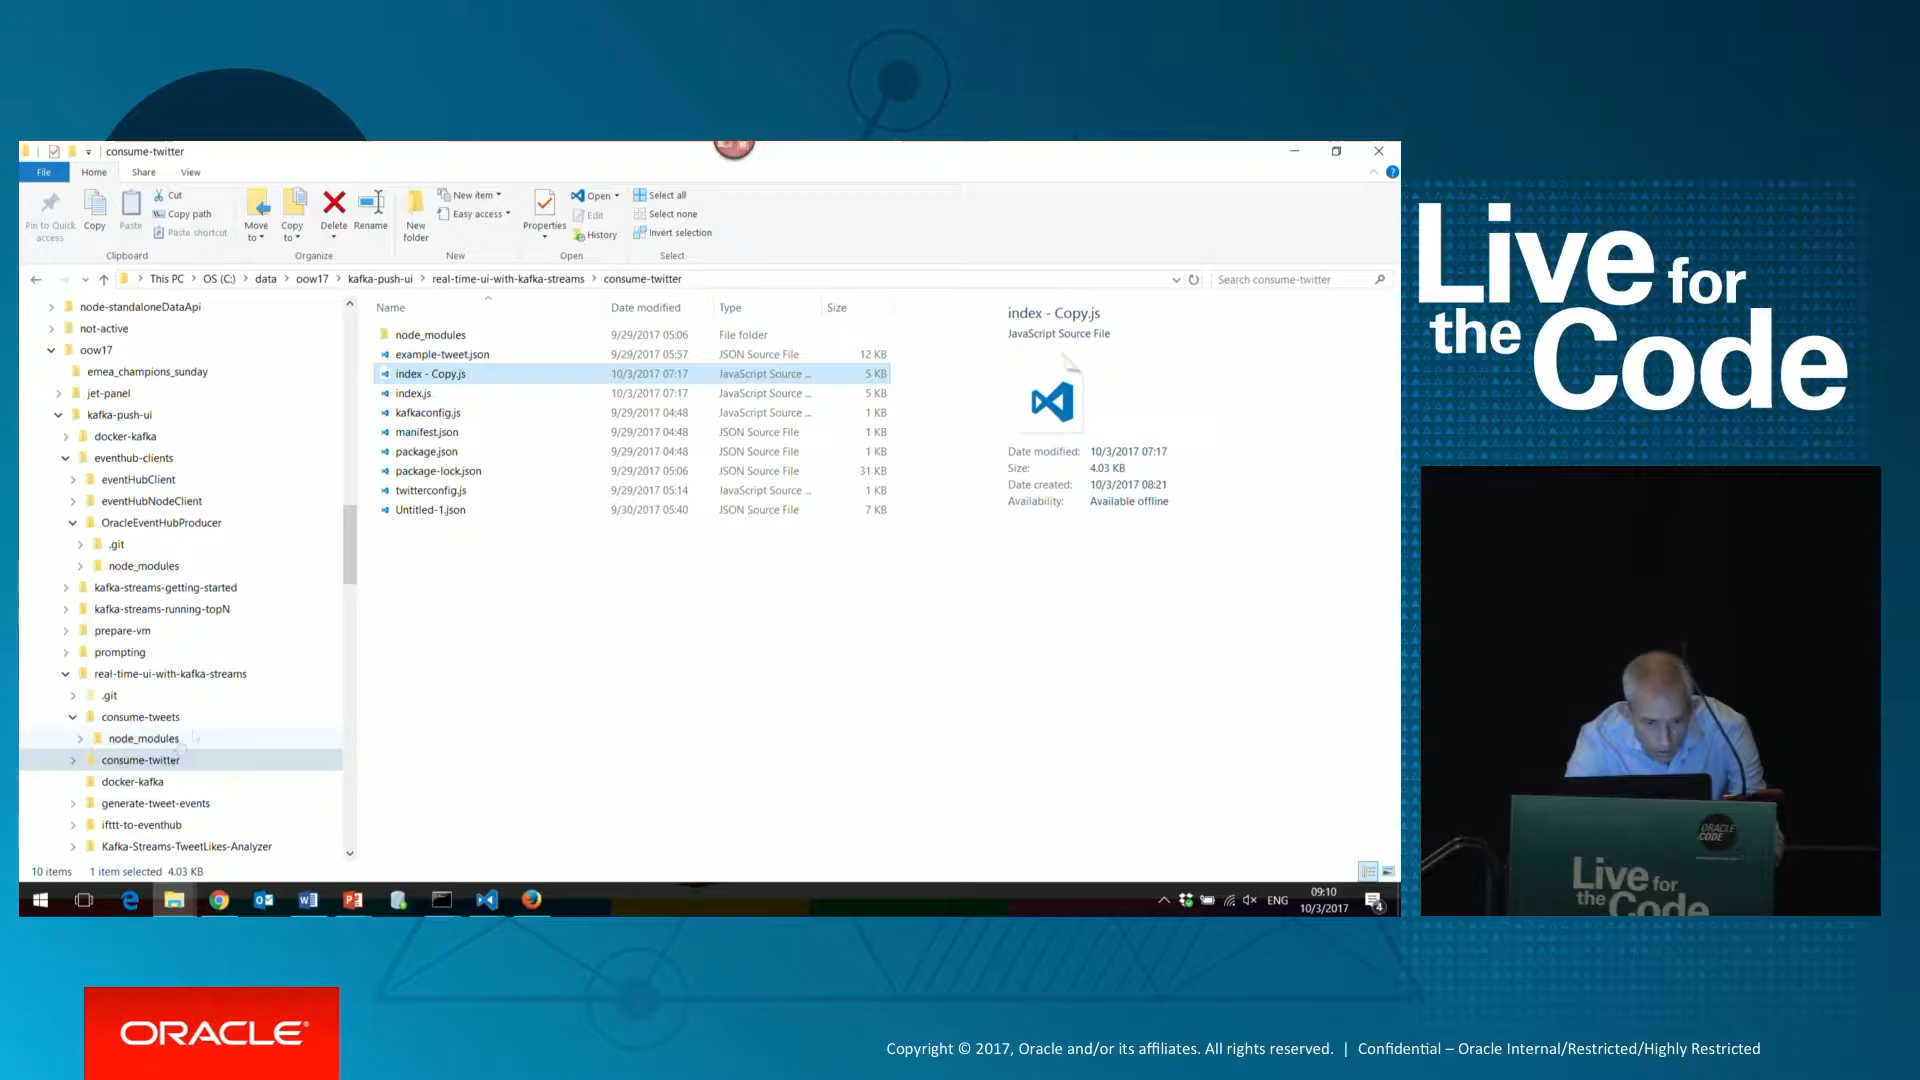 consume-twitter
File Home Share View
Pin to Quick access
Copy
Paste
Cut
Copy path
Paste shortcut
Clipboard
Move to
Copy to
Delete
Rename
Organize
New folder
New item
Easy access
New
Properties
Open
Edit
History
Open
Select all
Select none
Invert selection
Select
This PC > OS (C:) > data > oow17 > kafka-push-ui > real-time-ui-with-kafka-streams > consume-twitter
Search consume-twitter
node-standaloneDataApi
not-active
oow17
emea_champions_sunday
jet-panel
kafka-push-ui
docker-kafka
eventhub-clients
eventHubClient
eventHubNodeClient
OracleEventHubProducer
.git
node_modules
kafka-streams-getting-started
kafka-streams-running-topN
prepare-vm
prompting
real-time-ui-with-kafka-streams
.git
consume-tweets
node_modules
consume-twitter
docker-kafka
generate-tweet-events
ifttt-to-eventhub
Kafka-Streams-TweetLikes-Analyzer
Name Date modified Type Size
node_modules 9/29/2017 05:06 File folder
example-tweet.json 9/29/2017 05:57 JSON Source File 12 KB
index - Copy.js 10/3/2017 07:17 JavaScript Source ... 5 KB
index.js 10/3/2017 07:17 JavaScript Source ... 5 KB
kafkaconfig.js 9/29/2017 04:48 JavaScript Source ... 1 KB
manifest.json 9/29/2017 04:48 JSON Source File 1 KB
package.json 9/29/2017 04:48 JSON Source File 1 KB
package-lock.json 9/29/2017 05:06 JSON Source File 31 KB
twitterconfig.js 9/29/2017 05:14 JavaScript Source ... 1 KB
Untitled-1.json 9/30/2017 05:40 JSON Source File 7 KB
index - Copy.js
JavaScript Source File
Date modified: 10/3/2017 07:17
Size: 4.03 KB
Date created: 10/3/2017 08:21
Availability: Available offline
10 items 1 item selected 4.03 KB
ENG
09:10
10/3/2017
4
Live for
the Code
ORACLE
CODE
Live for
the Code
ORACLE®
Copyright © 2017, Oracle and/or its affiliates. All rights reserved. | Confidential – Oracle Internal/Restricted/Highly Restricted